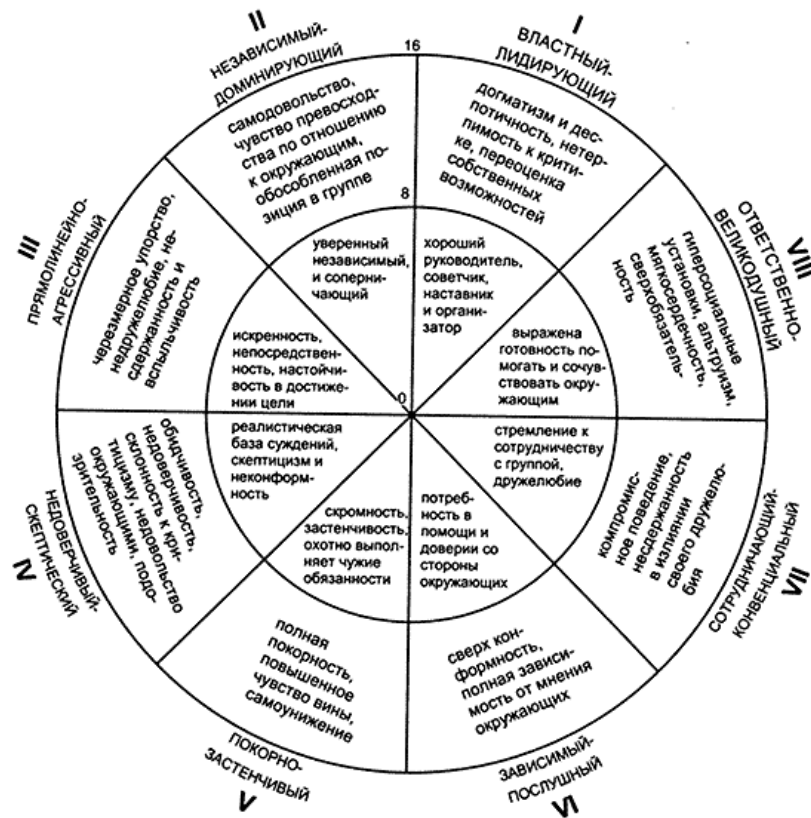 I
ВЛАСТНЫЙ-
ЛИДИРУЮЩИЙ
догматизм и дес-
потичность, нетер-
пимость к крити-
ке, переоценка
собственных
возможностей
хороший
руководитель,
советчик,
наставник
и органи-
затор
II
НЕЗАВИСИМЫЙ-
ДОМИНИРУЮЩИЙ
самодовольство,
чувство превосход-
ства по отношению
к окружающим,
обособленная по-
зиция в группе
уверенный
независимый,
и соперни-
чающий
III
ПРЯМОЛИНЕЙНО-
АГРЕССИВНЫЙ
черезмерное упорство,
недружелюбие, не-
сдержанность и
вспыльчивость
искренность,
непосредствен-
ность, настойчи-
вость в достиже-
нии цели
IV
НЕДОВЕРЧИВЫЙ-
СКЕПТИЧЕСКИЙ
обидчивость,
недоверчивость,
склонность к кри-
тицизму, недовольство
окружающими, подо-
зрительность
реалистическая
база суждений,
скептицизм и
неконформ-
ность
V
ПОКОРНО-
ЗАСТЕНЧИВЫЙ
полная
покорность,
повышенное
чувство вины,
самоунижение
скромность,
застенчивость,
охотно выпол-
няет чужие
обязанности
VI
ЗАВИСИМЫЙ-
ПОСЛУШНЫЙ
сверх кон-
формность,
полная зависи-
мость от мнения
окружающих
потреб-
ность в
помощи и
доверии со
стороны
окружающих
VII
СОТРУДНИЧАЮЩИЙ-
КОНВЕНЦИАЛЬНЫЙ
компромис-
ное поведение,
несдержанность
в излиянии
своего дружелю-
бия
стремление к
сотрудничеству
с группой,
дружелюбие
VIII
ОТВЕТСТВЕННО-
ВЕЛИКОДУШНЫЙ
гиперсоциальные
установки, альтруизм,
мягкосердечность,
сверхобязатель-
ность
выражена
готовность по-
могать и сочув-
ствовать окру-
жающим
16
8
0